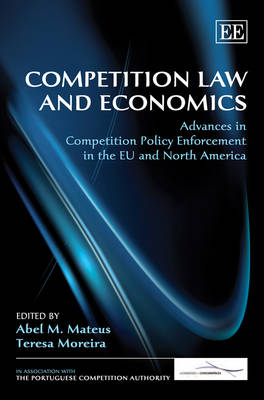 EE
COMPETITION LAW
AND ECONOMICS
Advances in
Competition Policy Enforcement
in the EU and North America
EDITED BY
Abel M. Mateus
Teresa Moreira
IN ASSOCIATION WITH
THE PORTUGUESE COMPETITION AUTHORITY